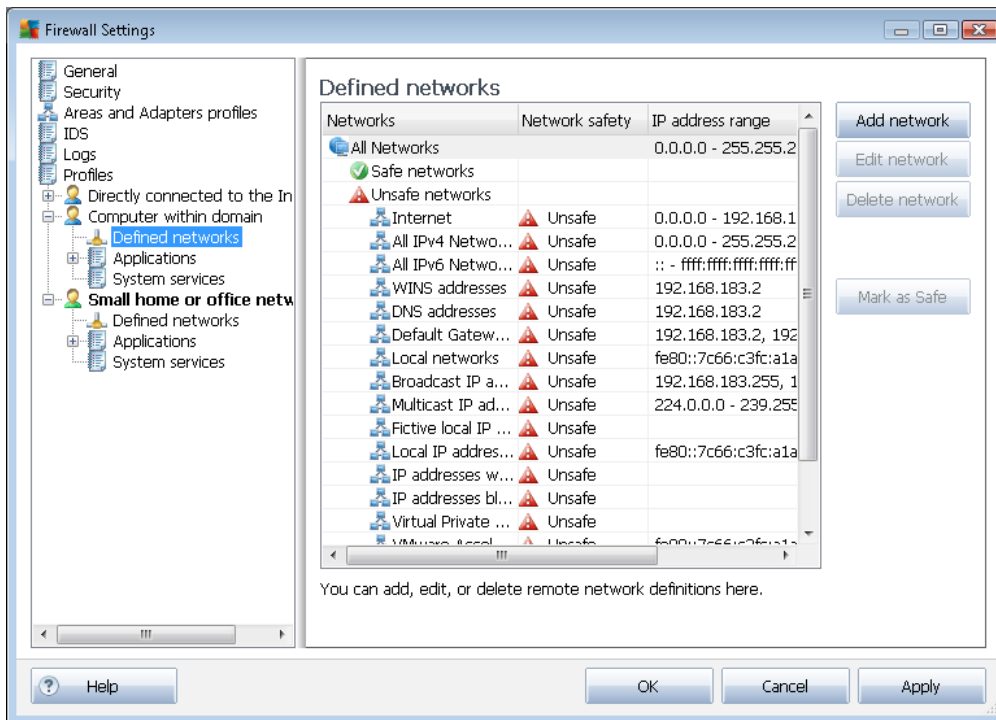 Firewall Settings
General
Security
Areas and Adapters profiles
IDS
Logs
Profiles
Directly connected to the In
Computer within domain
Defined networks
Applications
System services
Small home or office netw
Defined networks
Applications
System services
Defined networks
Networks Network safety IP address range
All Networks 0.0.0.0 - 255.255.2
Safe networks
Unsafe networks
Internet Unsafe 0.0.0.0 - 192.168.1
All IPv4 Netwo... Unsafe 0.0.0.0 - 255.255.2
All IPv6 Netwo... Unsafe :: - ffff:ffff:ffff:ffff:ff
WINS addresses Unsafe 192.168.183.2
DNS addresses Unsafe 192.168.183.2
Default Gatew... Unsafe 192.168.183.2, 192
Local networks Unsafe fe80::7c66:c3fc:a1a
Broadcast IP a... Unsafe 192.168.183.255, 1
Multicast IP ad... Unsafe 224.0.0.0 - 239.255
Fictive local IP ... Unsafe
Local IP addres... Unsafe fe80::7c66:c3fc:a1a
IP addresses w... Unsafe
IP addresses bl... Unsafe
Virtual Private ... Unsafe
VMware Accel Unsafe fe80::7c66:c3fc:a1a
You can add, edit, or delete remote network definitions here.
Add network
Edit network
Delete network
Mark as Safe
Help
OK
Cancel
Apply